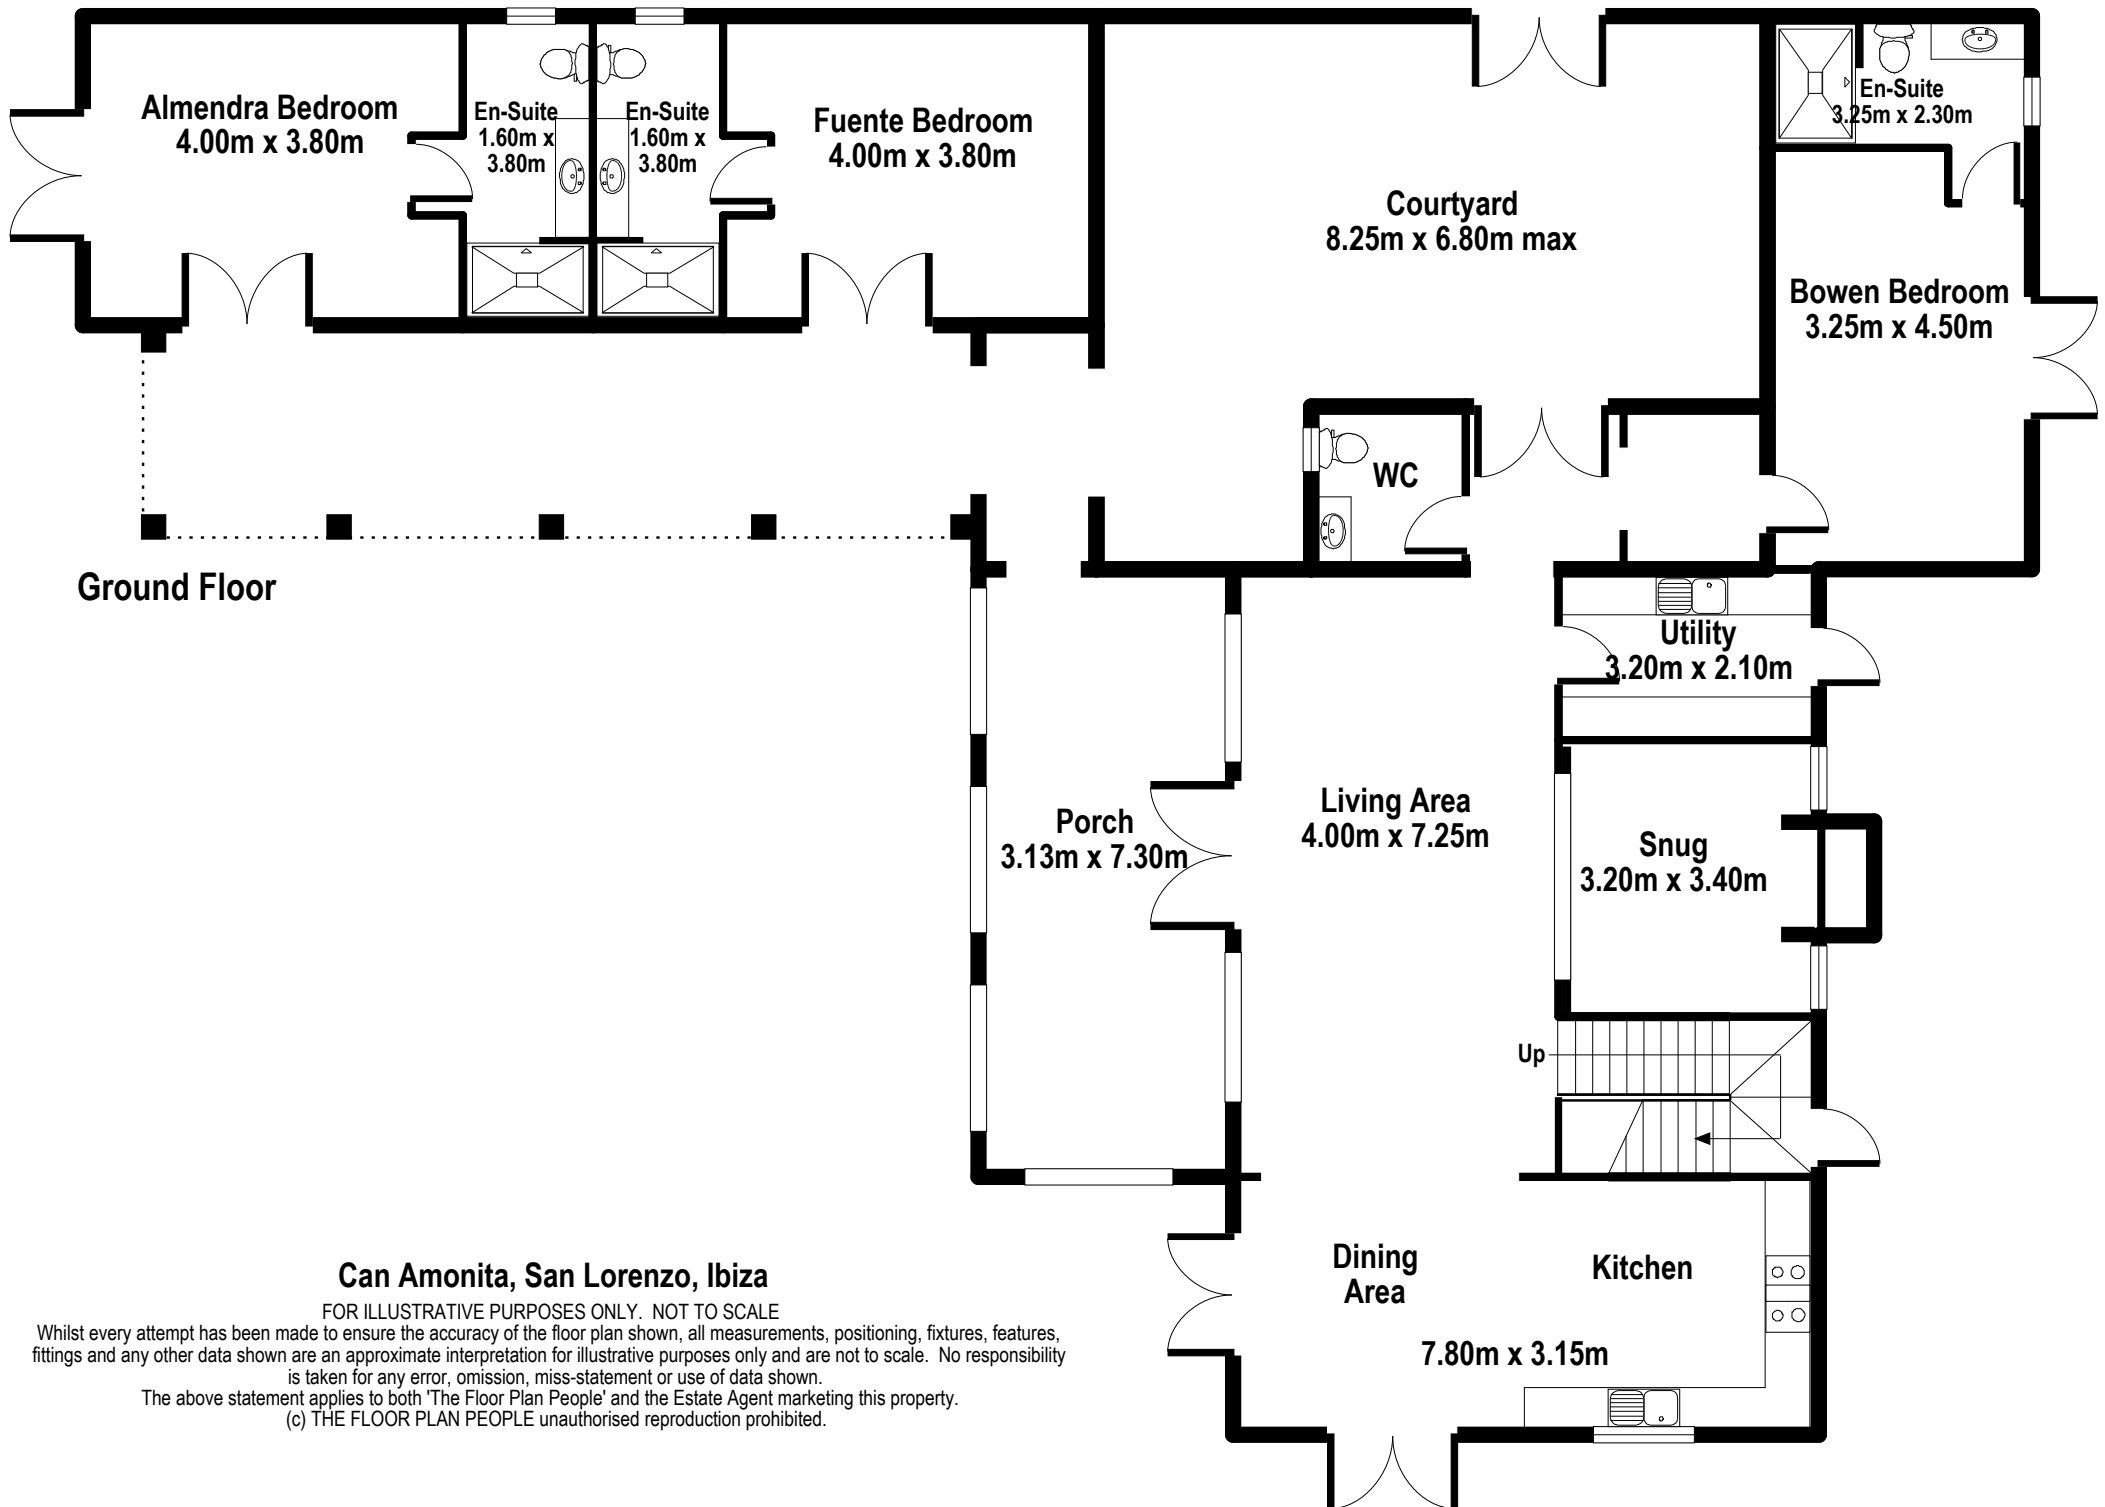 Almendra Bedroom
4.00m x 3.80m
En-Suite
1.60m x
3.80m
En-Suite
1.60m x
3.80m
Fuente Bedroom
4.00m x 3.80m
Courtyard
8.25m x 6.80m max
En-Suite
3.25m x 2.30m
Bowen Bedroom
3.25m x 4.50m
WC
Ground Floor
Utility
3.20m x 2.10m
Porch
3.13m x 7.30m
Living Area
4.00m x 7.25m
Snug
3.20m x 3.40m
Up
Dining
Area
Kitchen
7.80m x 3.15m
Can Amonita, San Lorenzo, Ibiza
FOR ILLUSTRATIVE PURPOSES ONLY. NOT TO SCALE
Whilst every attempt has been made to ensure the accuracy of the floor plan shown, all measurements, positioning, fixtures, features,
fittings and any other data shown are an approximate interpretation for illustrative purposes only and are not to scale. No responsibility
is taken for any error, omission, miss-statement or use of data shown.
The above statement applies to both 'The Floor Plan People' and the Estate Agent marketing this property.
(c) THE FLOOR PLAN PEOPLE unauthorised reproduction prohibited.